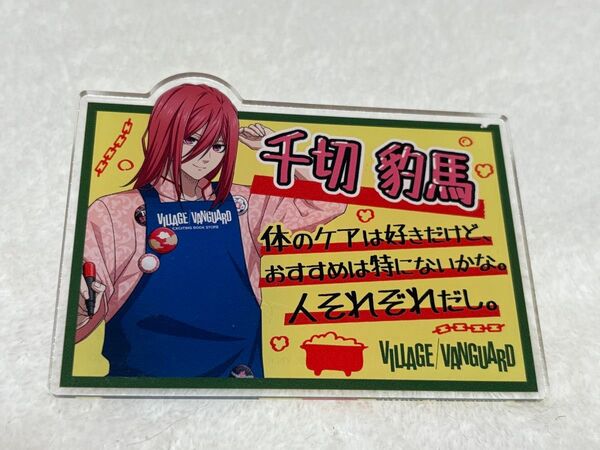 千切 豹馬
VILLAGE/VANGUARD
EXCITING BOOK STORE
体のケアは好きだけど、
おすすめは特にないかな。
人それぞれだし。
VILLAGE/VANGUARD